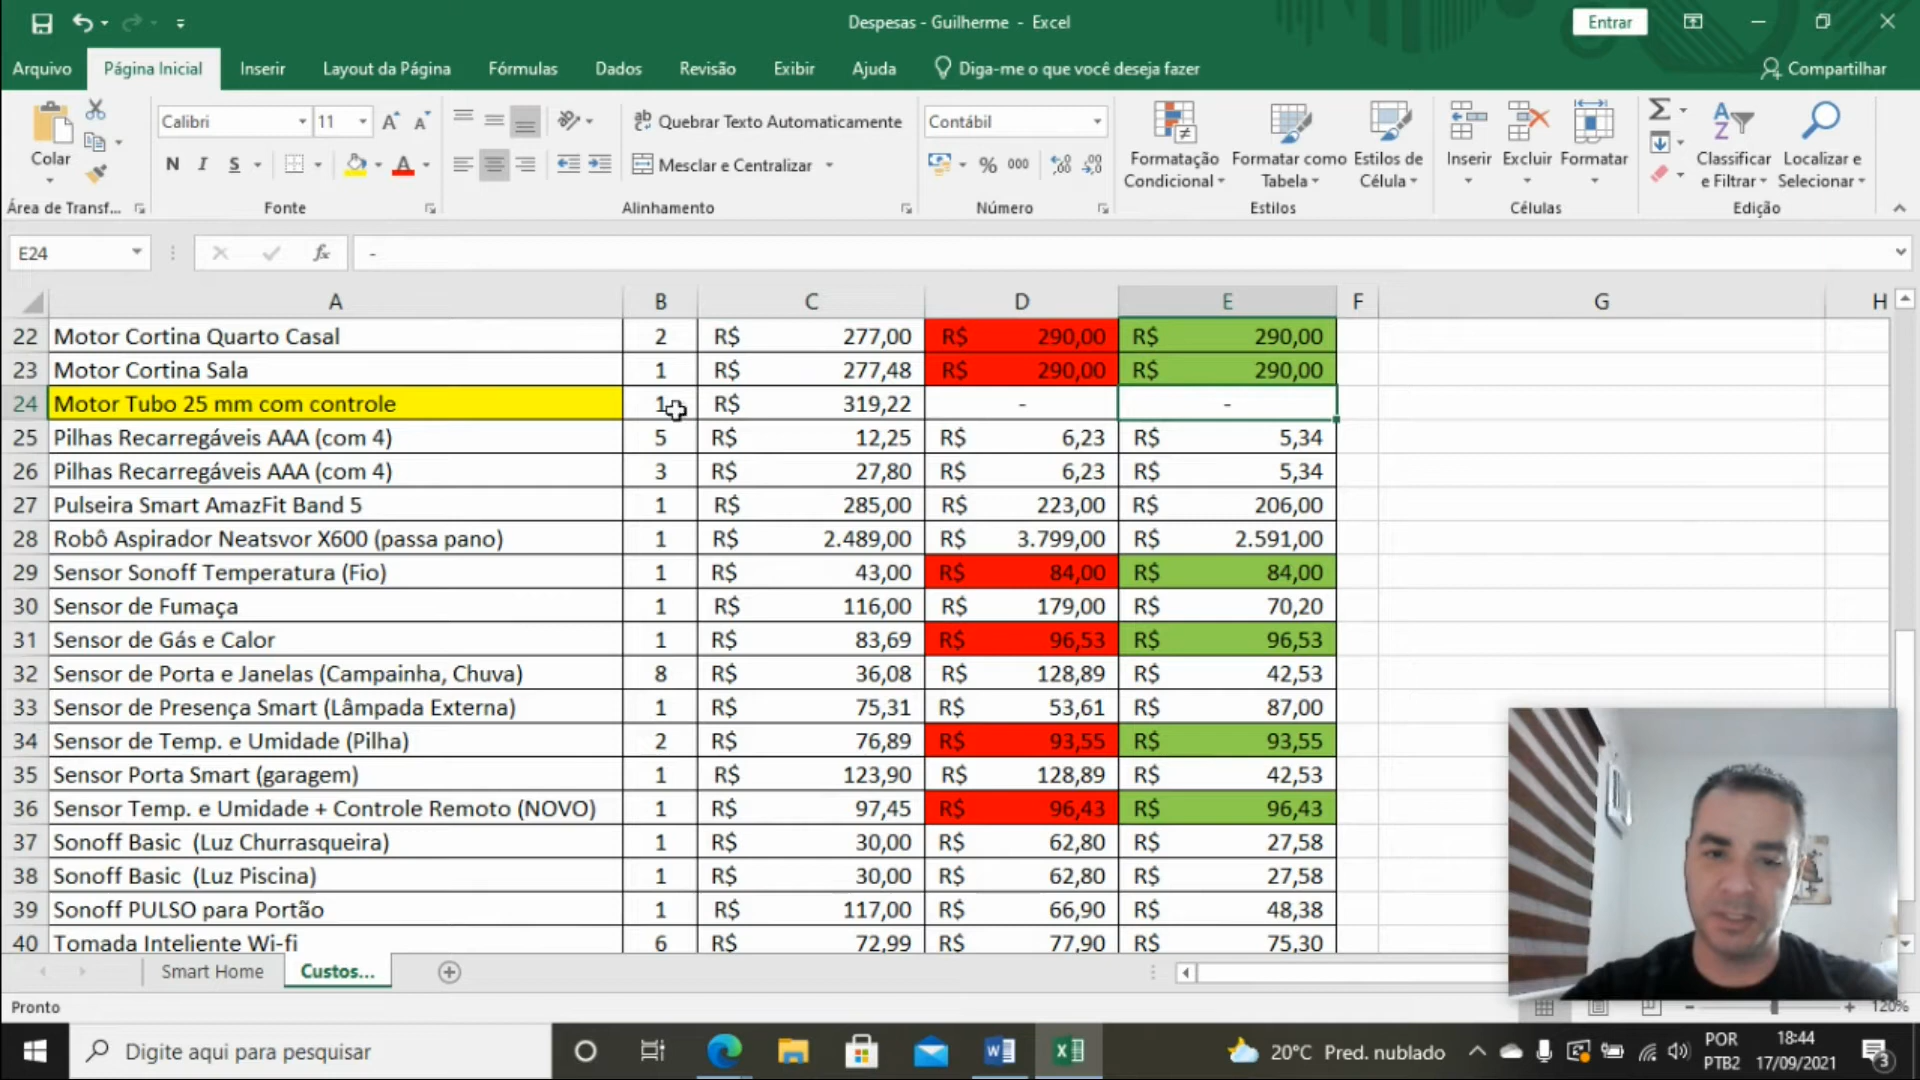 Despesas - Guilherme - Excel
Entrar
Arquivo Página Inicial Inserir Layout da Página Fórmulas Dados Revisão Exibir Ajuda Diga-me o que você deseja fazer Compartilhar
Colar
Calibri 11
N I S
Quebrar Texto Automaticamente
Mesclar e Centralizar
Contábil
% 000
Formatação Condicional
Formatar como Tabela
Estilos de Célula
Inserir
Excluir
Formatar
Classificar e Filtrar
Localizar e Selecionar
Área de Transf... Fonte Alinhamento Número Estilos Células Edição
E24 fx -
A B C D E F G H
22 Motor Cortina Quarto Casal 2 R$ 277,00 R$ 290,00 R$ 290,00
23 Motor Cortina Sala 1 R$ 277,48 R$ 290,00 R$ 290,00
24 Motor Tubo 25 mm com controle 1 R$ 319,22 - -
25 Pilhas Recarregáveis AAA (com 4) 5 R$ 12,25 R$ 6,23 R$ 5,34
26 Pilhas Recarregáveis AAA (com 4) 3 R$ 27,80 R$ 6,23 R$ 5,34
27 Pulseira Smart AmazFit Band 5 1 R$ 285,00 R$ 223,00 R$ 206,00
28 Robô Aspirador Neatsvor X600 (passa pano) 1 R$ 2.489,00 R$ 3.799,00 R$ 2.591,00
29 Sensor Sonoff Temperatura (Fio) 1 R$ 43,00 R$ 84,00 R$ 84,00
30 Sensor de Fumaça 1 R$ 116,00 R$ 179,00 R$ 70,20
31 Sensor de Gás e Calor 1 R$ 83,69 R$ 96,53 R$ 96,53
32 Sensor de Porta e Janelas (Campainha, Chuva) 8 R$ 36,08 R$ 128,89 R$ 42,53
33 Sensor de Presença Smart (Lâmpada Externa) 1 R$ 75,31 R$ 53,61 R$ 87,00
34 Sensor de Temp. e Umidade (Pilha) 2 R$ 76,89 R$ 93,55 R$ 93,55
35 Sensor Porta Smart (garagem) 1 R$ 123,90 R$ 128,89 R$ 42,53
36 Sensor Temp. e Umidade + Controle Remoto (NOVO) 1 R$ 97,45 R$ 96,43 R$ 96,43
37 Sonoff Basic (Luz Churrasqueira) 1 R$ 30,00 R$ 62,80 R$ 27,58
38 Sonoff Basic (Luz Piscina) 1 R$ 30,00 R$ 62,80 R$ 27,58
39 Sonoff PULSO para Portão 1 R$ 117,00 R$ 66,90 R$ 48,38
40 Tomada Inteliente Wi-fi 6 R$ 72,99 R$ 77,90 R$ 75,30
Smart Home Custos...
Pronto 120%
Digite aqui para pesquisar
20°C Pred. nublado
POR
PTB2
18:44
17/09/2021
3